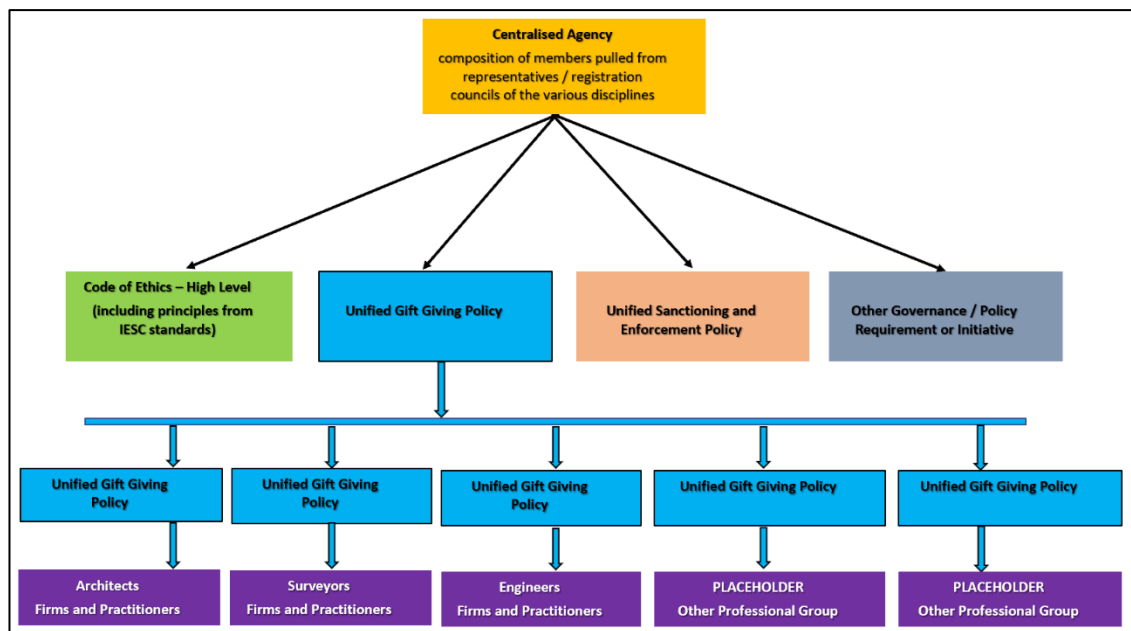 Centralised Agency
composition of members pulled from
representatives / registration
councils of the various disciplines
Code of Ethics – High Level
(including principles from
IESC standards)
Unified Gift Giving Policy
Unified Sanctioning and
Enforcement Policy
Other Governance / Policy
Requirement or Initiative
Unified Gift Giving
Policy
Unified Gift Giving
Policy
Unified Gift Giving
Policy
Unified Gift Giving Policy
Unified Gift Giving Policy
Architects
Firms and Practitioners
Surveyors
Firms and Practitioners
Engineers
Firms and Practitioners
PLACEHOLDER
Other Professional Group
PLACEHOLDER
Other Professional Group